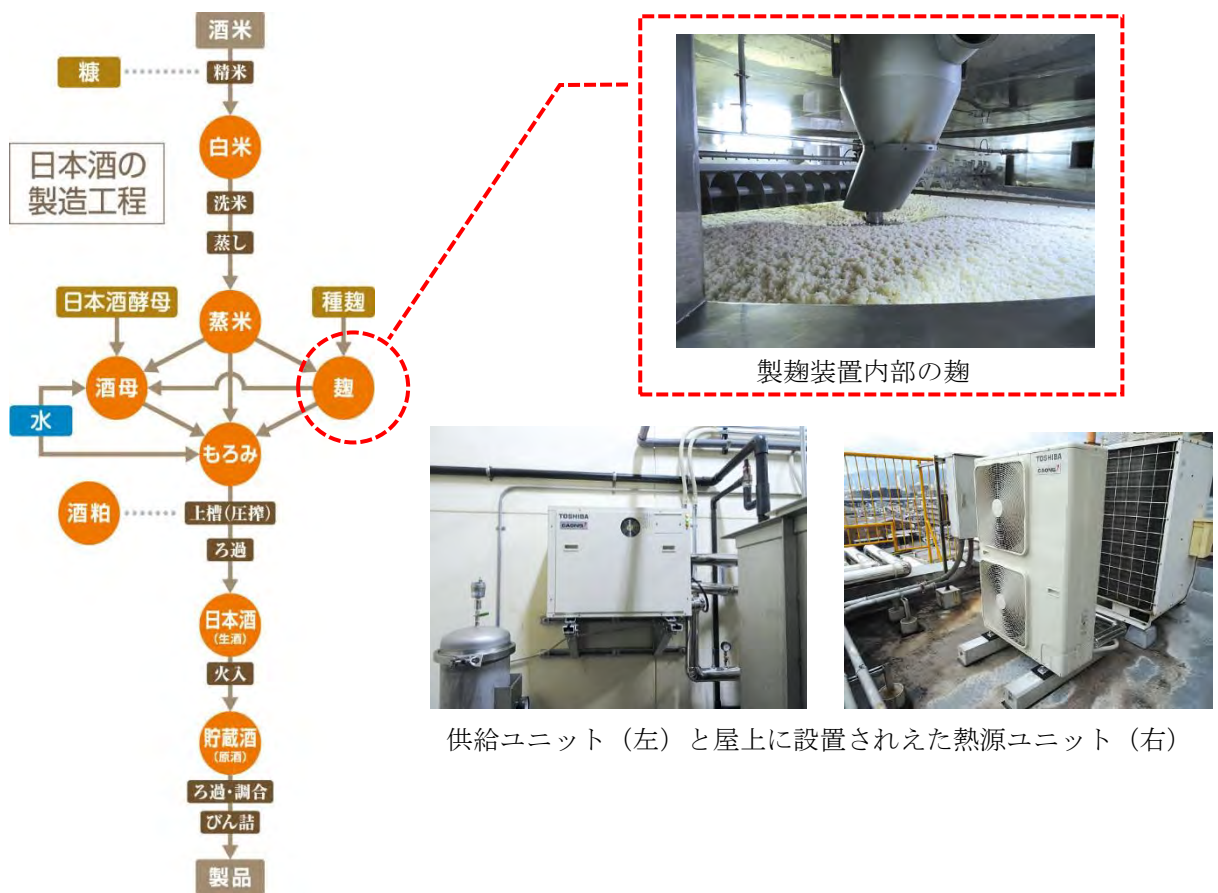 酒米
糠
精米
白米
日本酒の
製造工程
洗米
蒸し
日本酒酵母
蒸米
種麹
酒母
麹
水
もろみ
酒粕
上槽(圧搾)
ろ過
日本酒
(生酒)
火入
貯蔵酒
(原酒)
ろ過・調合
びん詰
製品
製麹装置内部の麹
TOSHIBA
CAONS
TOSHIBA
CAONS
供給ユニット（左）と屋上に設置されえた熱源ユニット（右）